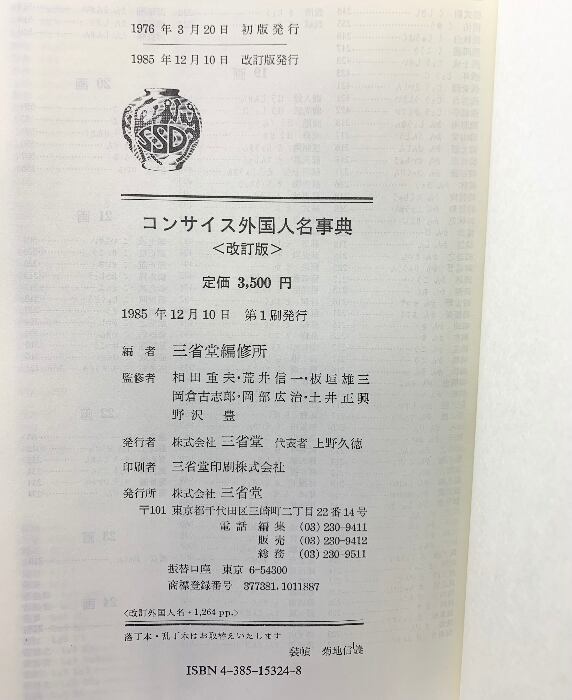 1976 年 3 月 20 日 初版発行
1985 年 12 月 10 日 改訂版発行
SSD
コンサイス外国人名事典
<改訂版>
定価 3,500 円
1985 年 12 月 10 日 第 1 刷発行
編者 三省堂編修所
監修者 相田重夫・荒井信一・板垣雄三
岡倉古志郎・岡部広治・土井正興
野沢 豊
発行者 株式会社 三省堂 代表者 上野久徳
印刷者 三省堂印刷株式会社
発行所 株式会社 三省堂
〒101 東京都千代田区三崎町二丁目 22 番 14 号
電話 編集 (03) 230-9411
販売 (03) 230-9412
総務 (03) 230-9511
振替口座 東京 6-54300
商標登録番号 377381, 1011887
<改訂外国人名・1,264 pp.>
落丁本・乱丁本はお取替えいたします
装幀 菊地信義
ISBN 4-385-15324-8